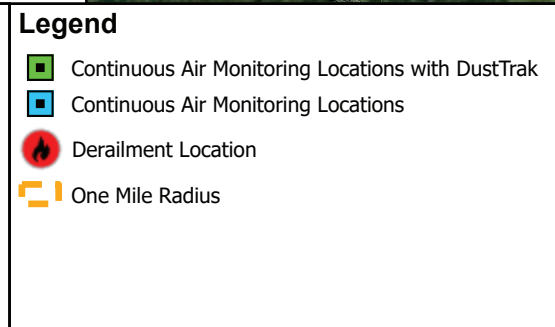 Legend
Continuous Air Monitoring Locations with DustTrak
Continuous Air Monitoring Locations
Derailment Location
One Mile Radius